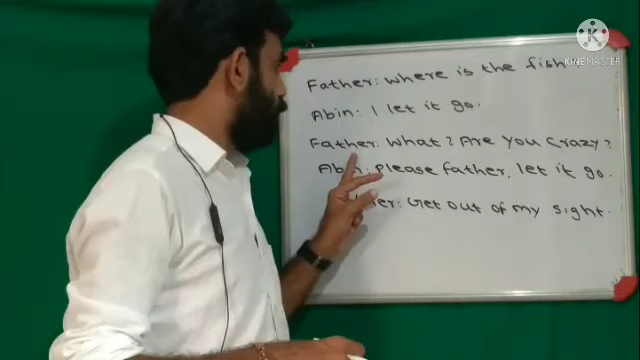 Father: where is the fish
Abin: I let it go.
Father: what? Are you crazy?
Abin: please father, let it go.
er: Get out of my sight.
KINEMASTER